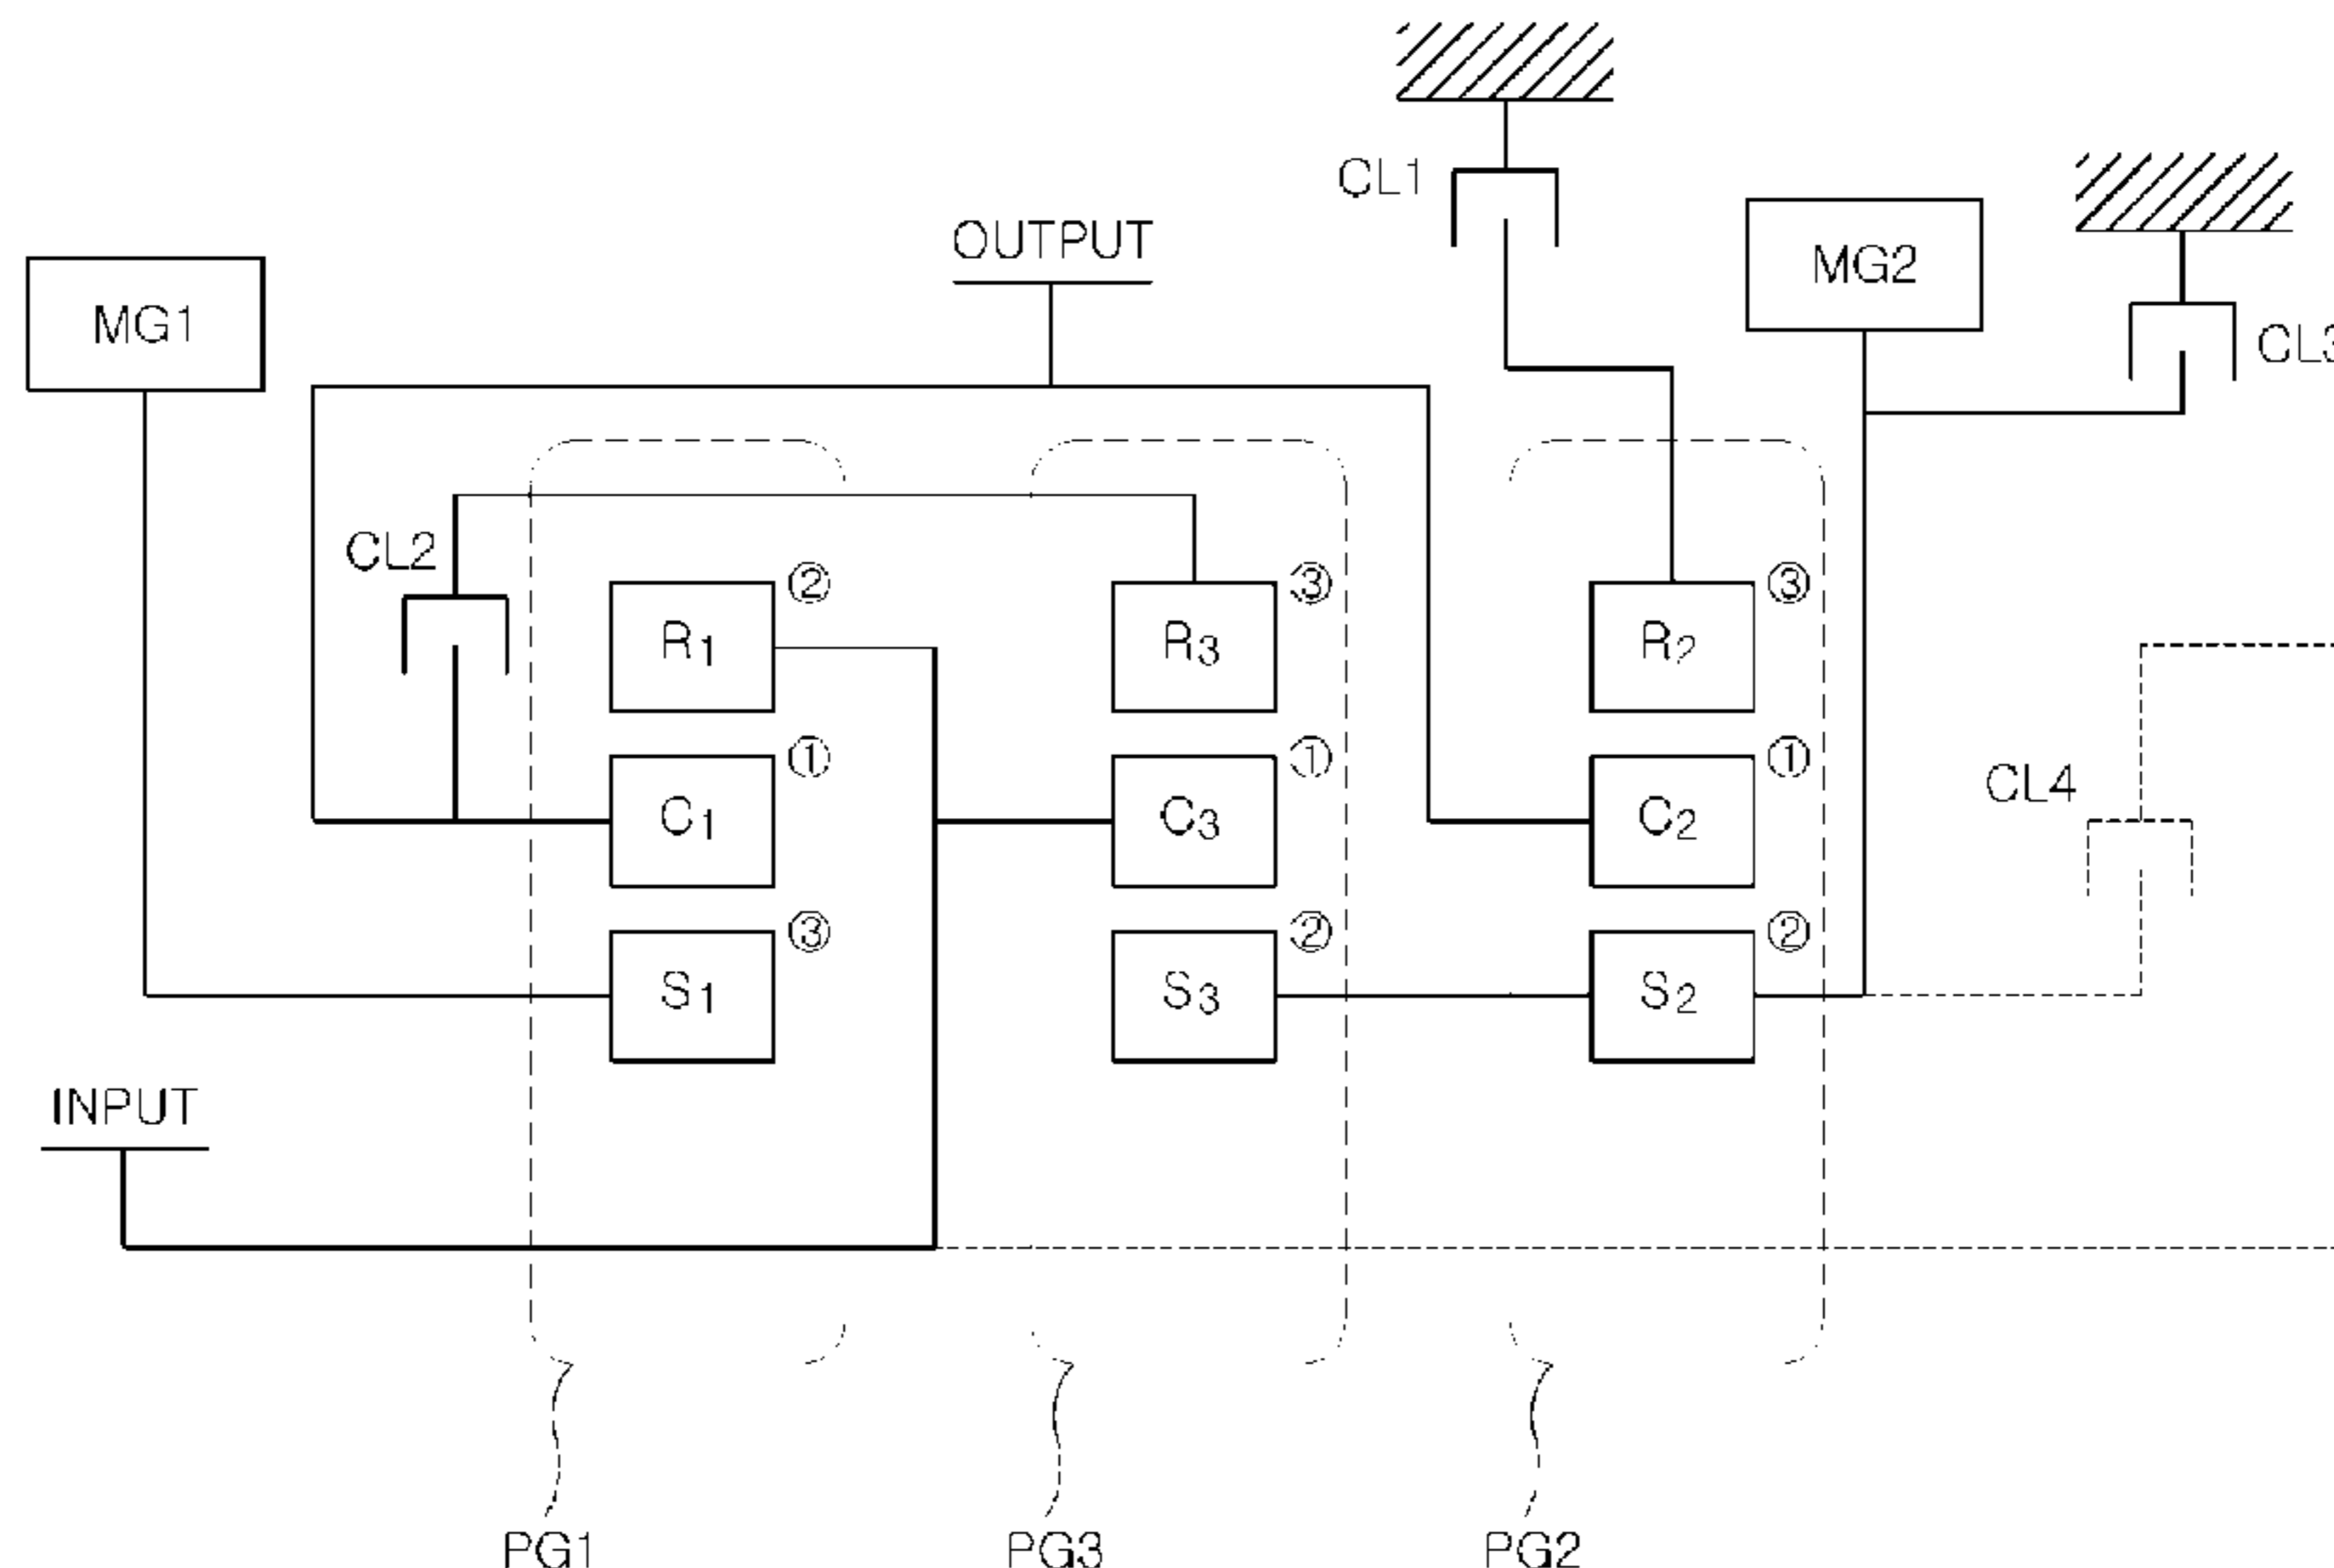 CL1
OUTPUT
MG2
MG1
CL3
CL2
R1 ②
R3 ③
R2 ③
C1 ①
C3 ①
C2 ①
CL4
S1 ③
S3 ②
S2 ②
INPUT
PG1
PG3
PG2